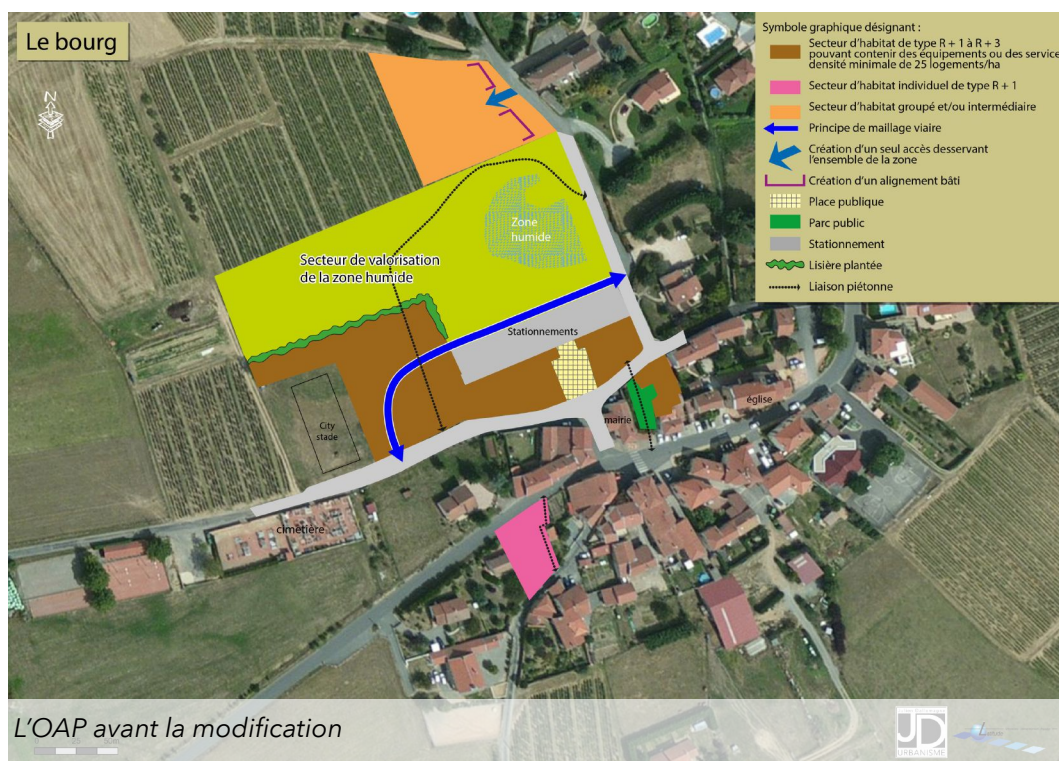 Le bourg
N
Symbole graphique désignant :
Secteur d'habitat de type R + 1 à R + 3
pouvant contenir des équipements ou des service
densité minimale de 25 logements/ha
Secteur d'habitat individuel de type R + 1
Secteur d'habitat groupé et/ou intermédiaire
Principe de maillage viaire
Création d'un seul accès desservant
l'ensemble de la zone
Création d'un alignement bâti
Place publique
Parc public
Stationnement
Lisière plantée
Liaison piétonne
Zone
humide
Secteur de valorisation
de la zone humide
Stationnements
City
stade
mairie
église
cimetière
L'OAP avant la modification
JD
URBANISME